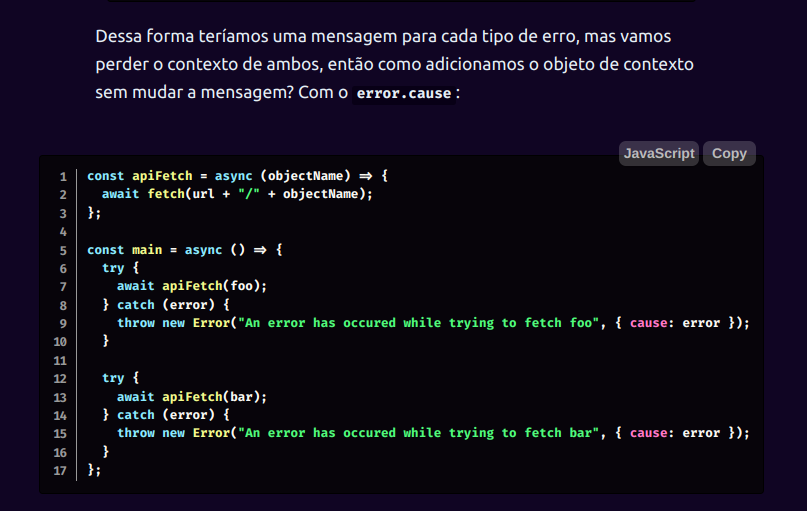 Dessa forma teríamos uma mensagem para cada tipo de erro, mas vamos
perder o contexto de ambos, então como adicionamos o objeto de contexto
sem mudar a mensagem? Com o error.cause:
JavaScript Copy
1 const apiFetch = async (objectName) => {
2   await fetch(url + "/" + objectName);
3 };
4
5 const main = async () => {
6   try {
7     await apiFetch(foo);
8   } catch (error) {
9     throw new Error("An error has occured while trying to fetch foo", { cause: error });
10   }
11
12   try {
13     await apiFetch(bar);
14   } catch (error) {
15     throw new Error("An error has occured while trying to fetch bar", { cause: error });
16   }
17 };